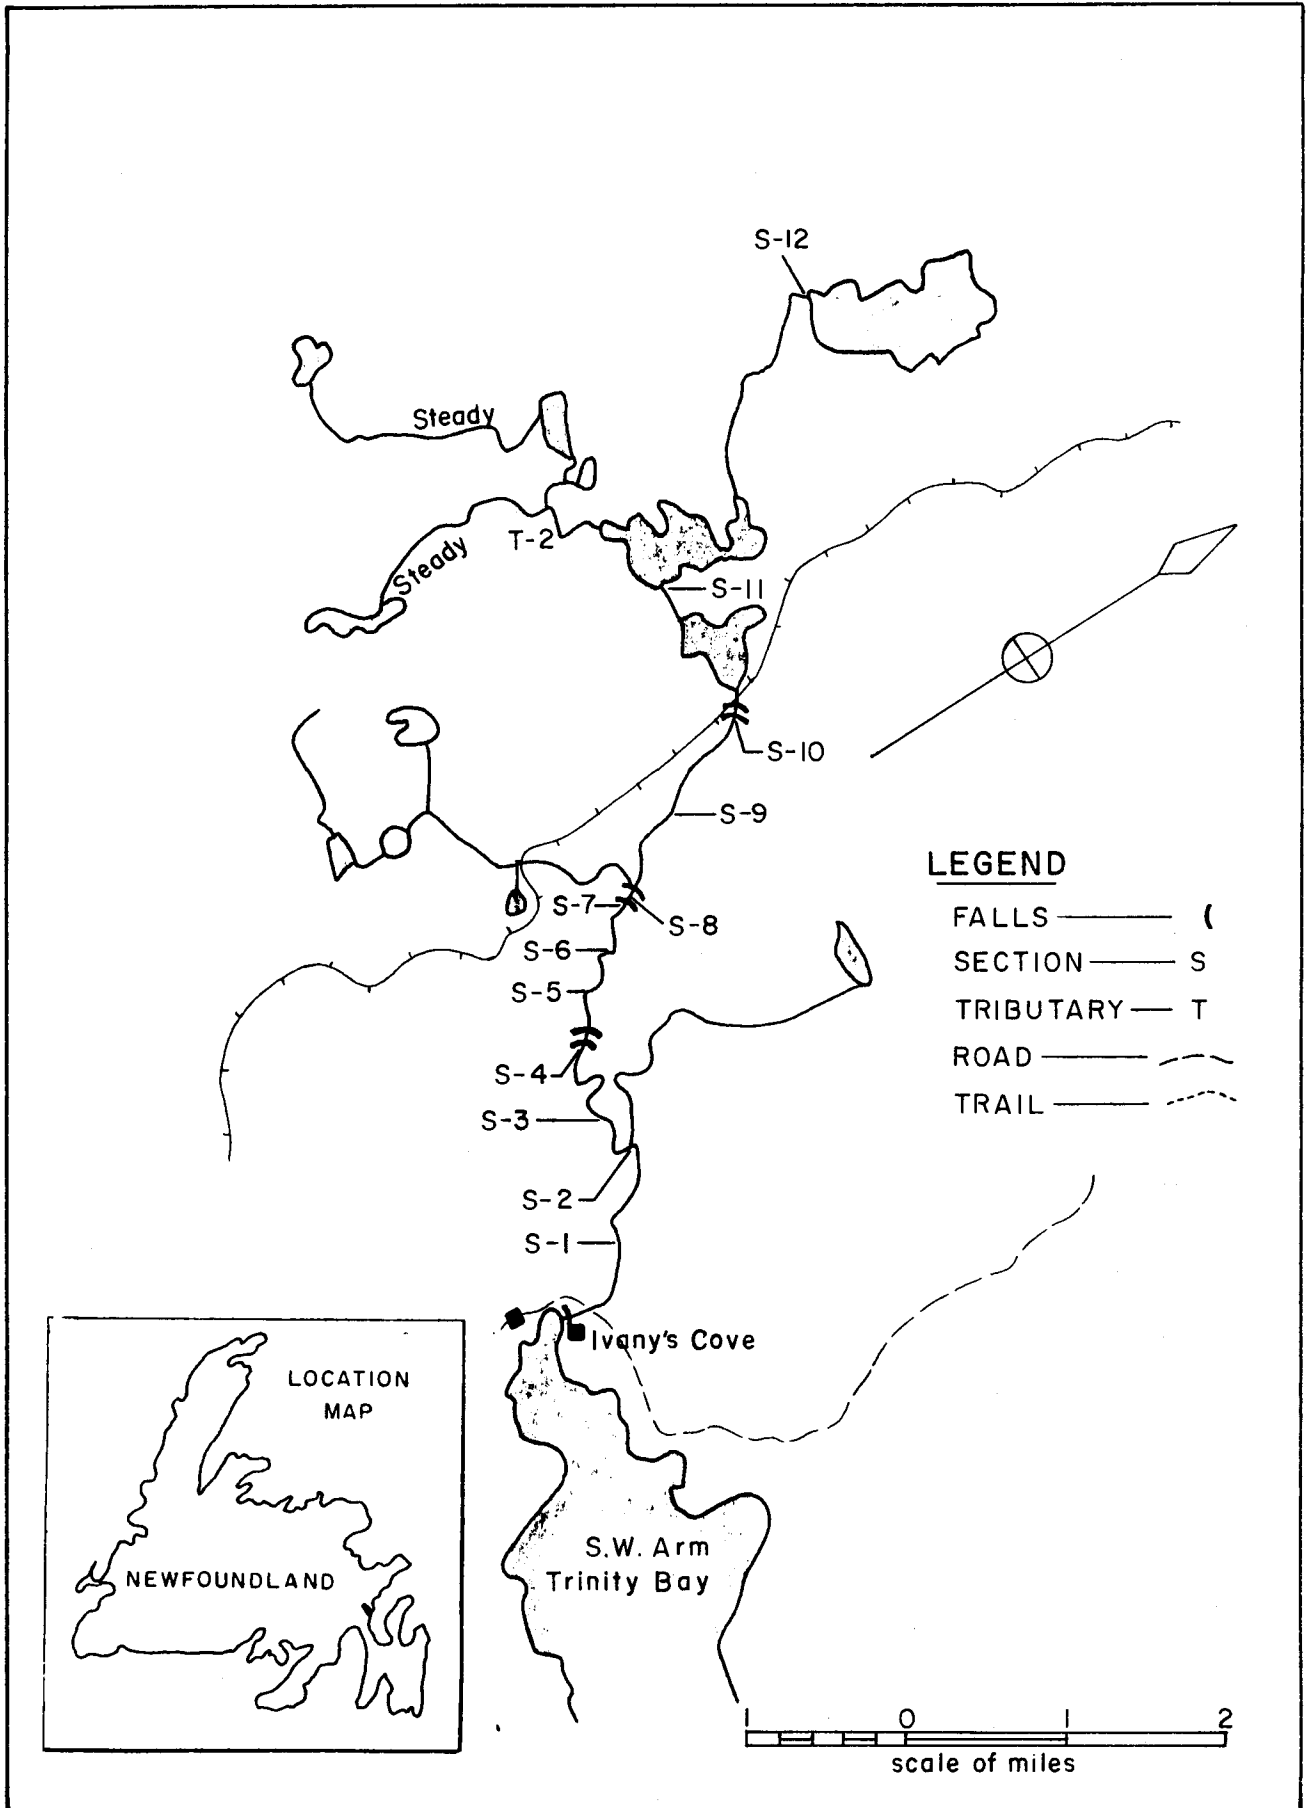 S-12
Steady
T-2
Steady
S-11
S-10
S-9
S-7
S-8
S-6
S-5
S-4
S-3
S-2
S-1
LEGEND
FALLS (
SECTION S
TRIBUTARY T
ROAD
TRAIL
Ivany's Cove
LOCATION
MAP
NEWFOUNDLAND
S.W. Arm
Trinity Bay
1 0 1 2
scale of miles